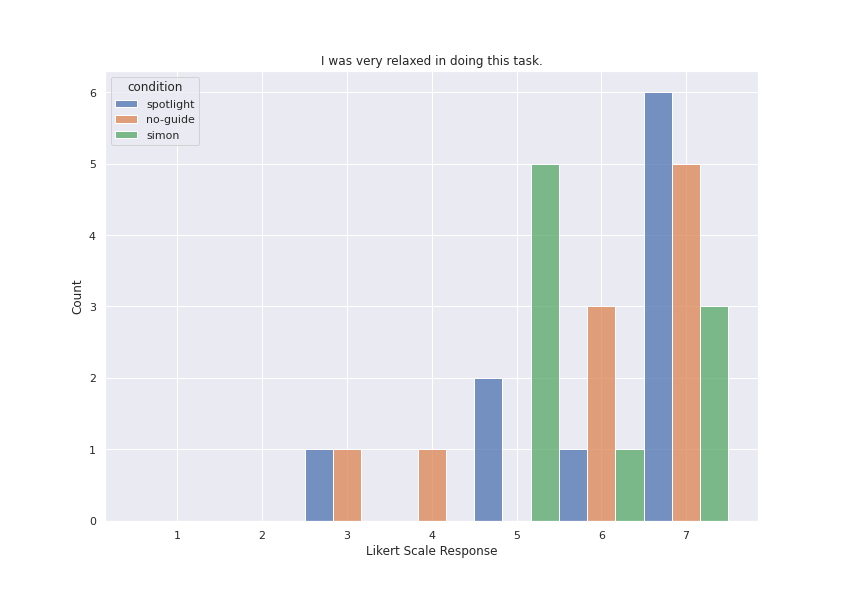 I was very relaxed in doing this task.
condition
spotlight
no-guide
simon
6
5
4
3
2
1
0
Count
1 2 3 4 5 6 7
Likert Scale Response